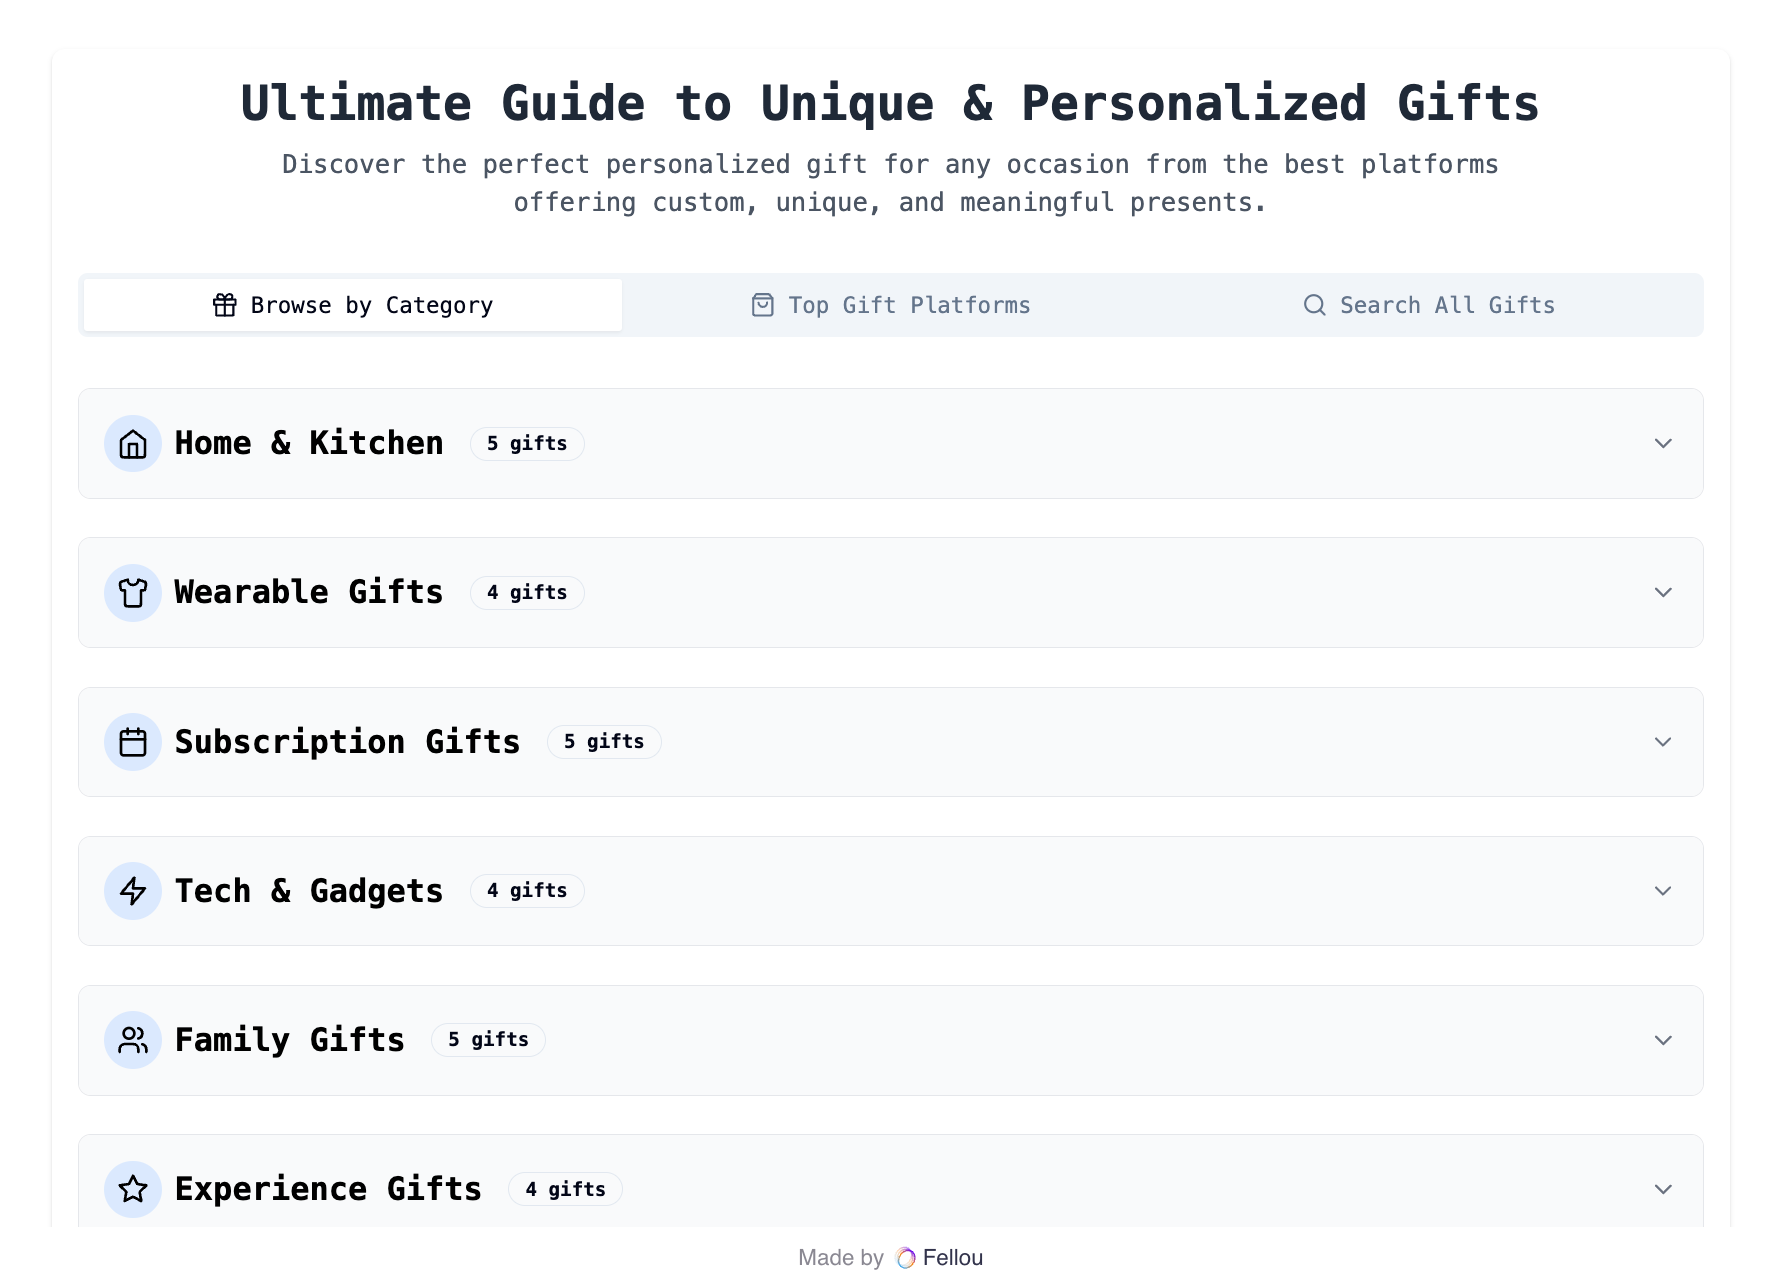 Ultimate Guide to Unique & Personalized Gifts
Discover the perfect personalized gift for any occasion from the best platforms
offering custom, unique, and meaningful presents.
Browse by Category
Top Gift Platforms
Search All Gifts
Home & Kitchen 5 gifts
Wearable Gifts 4 gifts
Subscription Gifts 5 gifts
Tech & Gadgets 4 gifts
Family Gifts 5 gifts
Experience Gifts 4 gifts
Made by Fellou